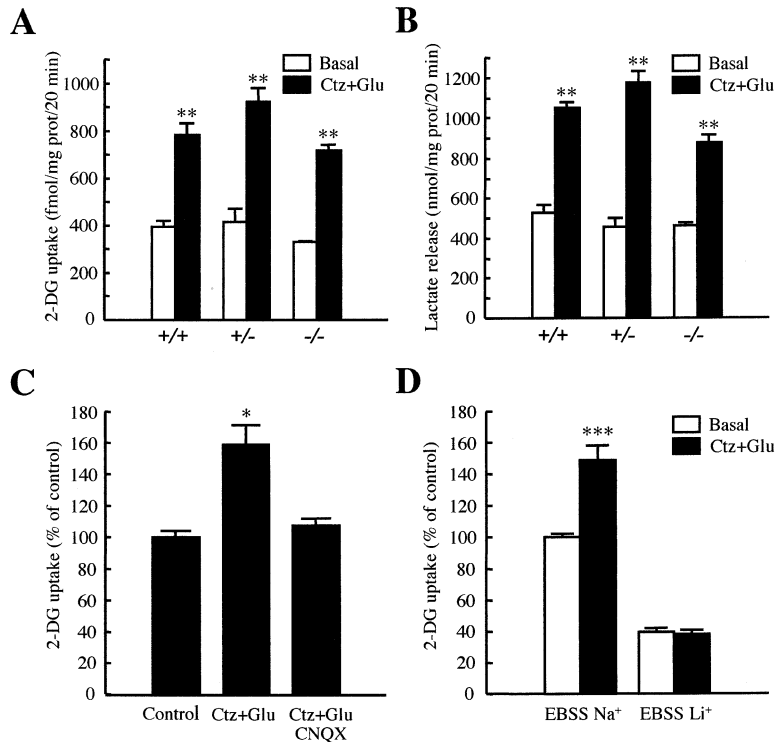 A
2-DG uptake (fmol/mg prot/20 min)
Basal
Ctz+Glu
1000
800
600
400
200
0
**
**
**
+/+
+/-
-/-
B
Lactate release (nmol/mg prot/20 min)
Basal
Ctz+Glu
1200
1000
800
600
400
200
0
**
**
**
+/+
+/-
-/-
C
2-DG uptake (% of control)
180
160
140
120
100
80
60
40
20
0
*
Control
Ctz+Glu
Ctz+Glu
CNQX
D
2-DG uptake (% of control)
Basal
Ctz+Glu
180
160
140
120
100
80
60
40
20
0
***
EBSS Na⁺
EBSS Li⁺